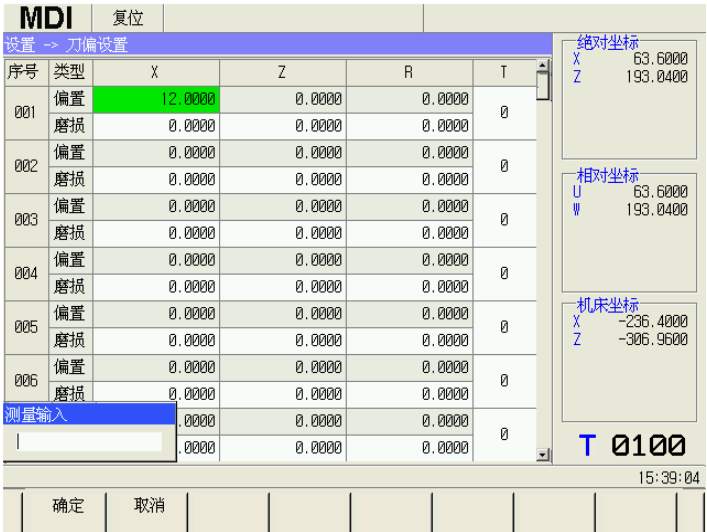 MDI 复位
设置 -> 刀偏设置
序号 类型 X Z R T
001 偏置 12.0000 0.0000 0.0000 0
磨损 0.0000 0.0000 0.0000
002 偏置 0.0000 0.0000 0.0000 0
磨损 0.0000 0.0000 0.0000
003 偏置 0.0000 0.0000 0.0000 0
磨损 0.0000 0.0000 0.0000
004 偏置 0.0000 0.0000 0.0000 0
磨损 0.0000 0.0000 0.0000
005 偏置 0.0000 0.0000 0.0000 0
磨损 0.0000 0.0000 0.0000
006 偏置 0.0000 0.0000 0.0000 0
磨损 0.0000 0.0000 0.0000
.0000 0.0000 0.0000 0
.0000 0.0000 0.0000
测量输入
绝对坐标
X 63.6000
Z 193.0400
相对坐标
U 63.6000
W 193.0400
机床坐标
X -236.4000
Z -306.9600
T 0100
15:39:04
确定 取消